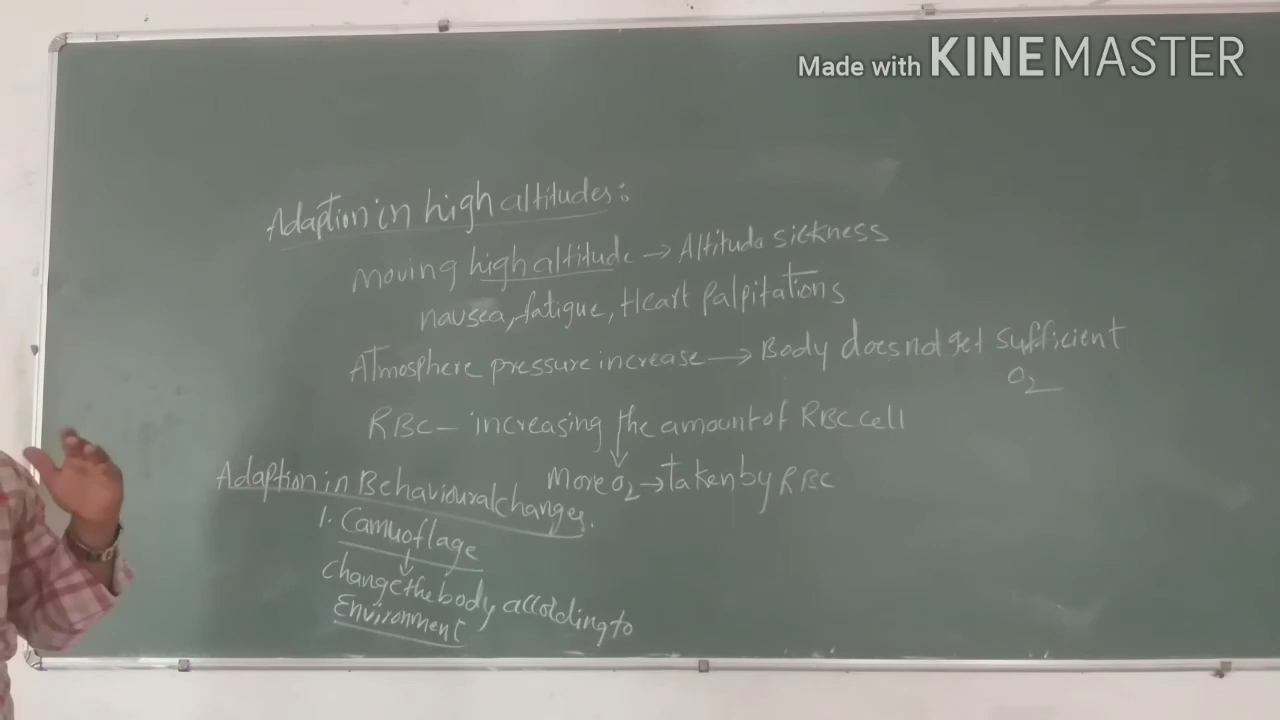 Made with KINEMASTER
Adaption in high altitudes:
Moving high altitude → Altitude sickness
nausea, fatigue, Heart Palpitations
Atmosphere pressure increase → Body does not get sufficient
O2
RBC - increasing the amount of RBC cell
More O2 → taken by RBC
Adaption in Behavioural changes.
1. Camuoflage
change the body according to
Environment